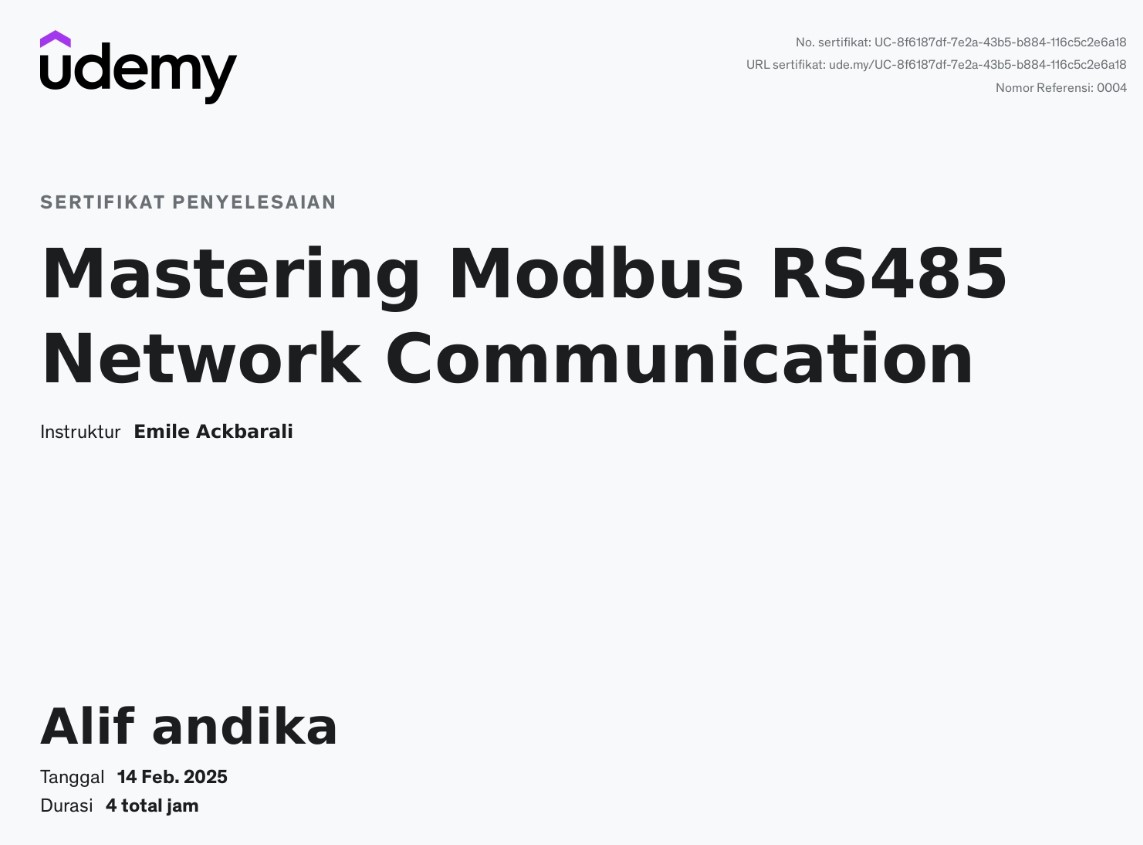 udemy
No. sertifikat: UC-8f6187df-7e2a-43b5-b884-116c5c2e6a18
URL sertifikat: ude.my/UC-8f6187df-7e2a-43b5-b884-116c5c2e6a18
Nomor Referensi: 0004
SERTIFIKAT PENYELESAIAN
Mastering Modbus RS485
Network Communication
Instruktur Emile Ackbarali
Alif andika
Tanggal 14 Feb. 2025
Durasi 4 total jam